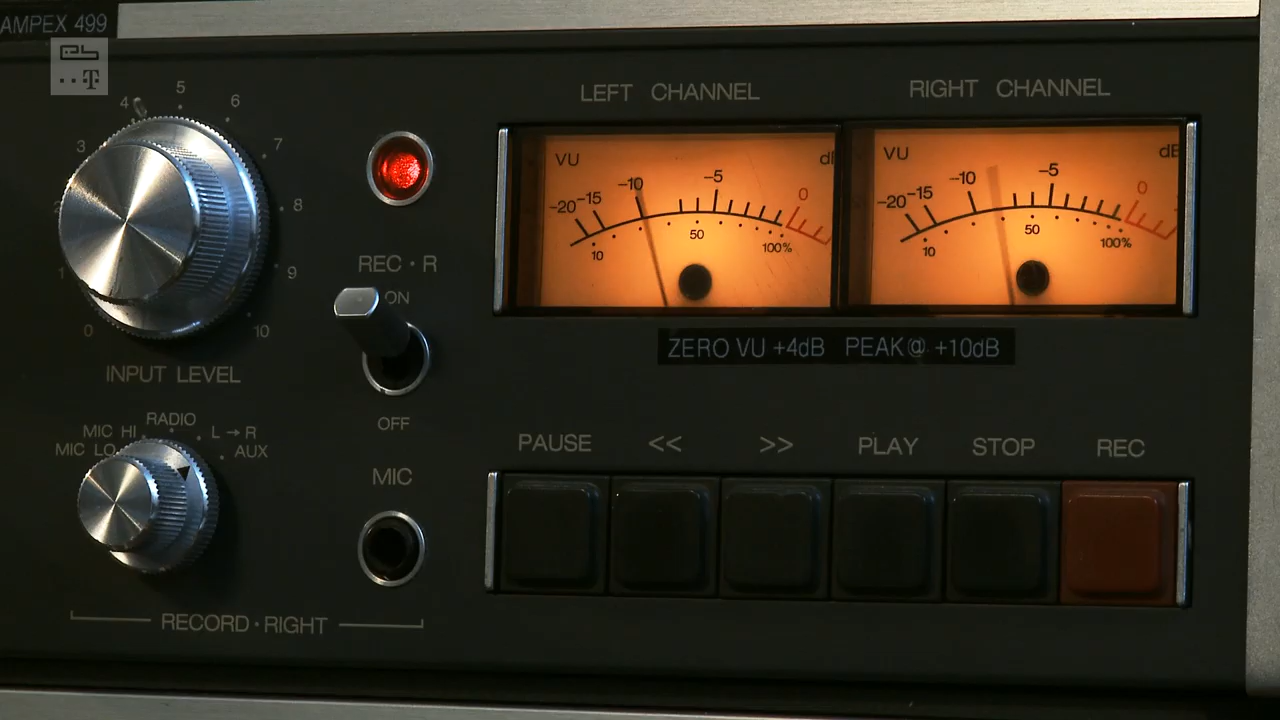 AMPEX 499
eb
T
LEFT CHANNEL
RIGHT CHANNEL
0 1 2 3 4 5 6 7 8 9 10
INPUT LEVEL
VU
-20 -15 -10 -5 0
10 50 100%
VU dB
-20 -15 -10 -5 0
10 50 100%
REC · R
ON
OFF
ZERO VU +4dB PEAK@ +10dB
MIC LO MIC HI RADIO L→R AUX
MIC
PAUSE << >> PLAY STOP REC
RECORD · RIGHT